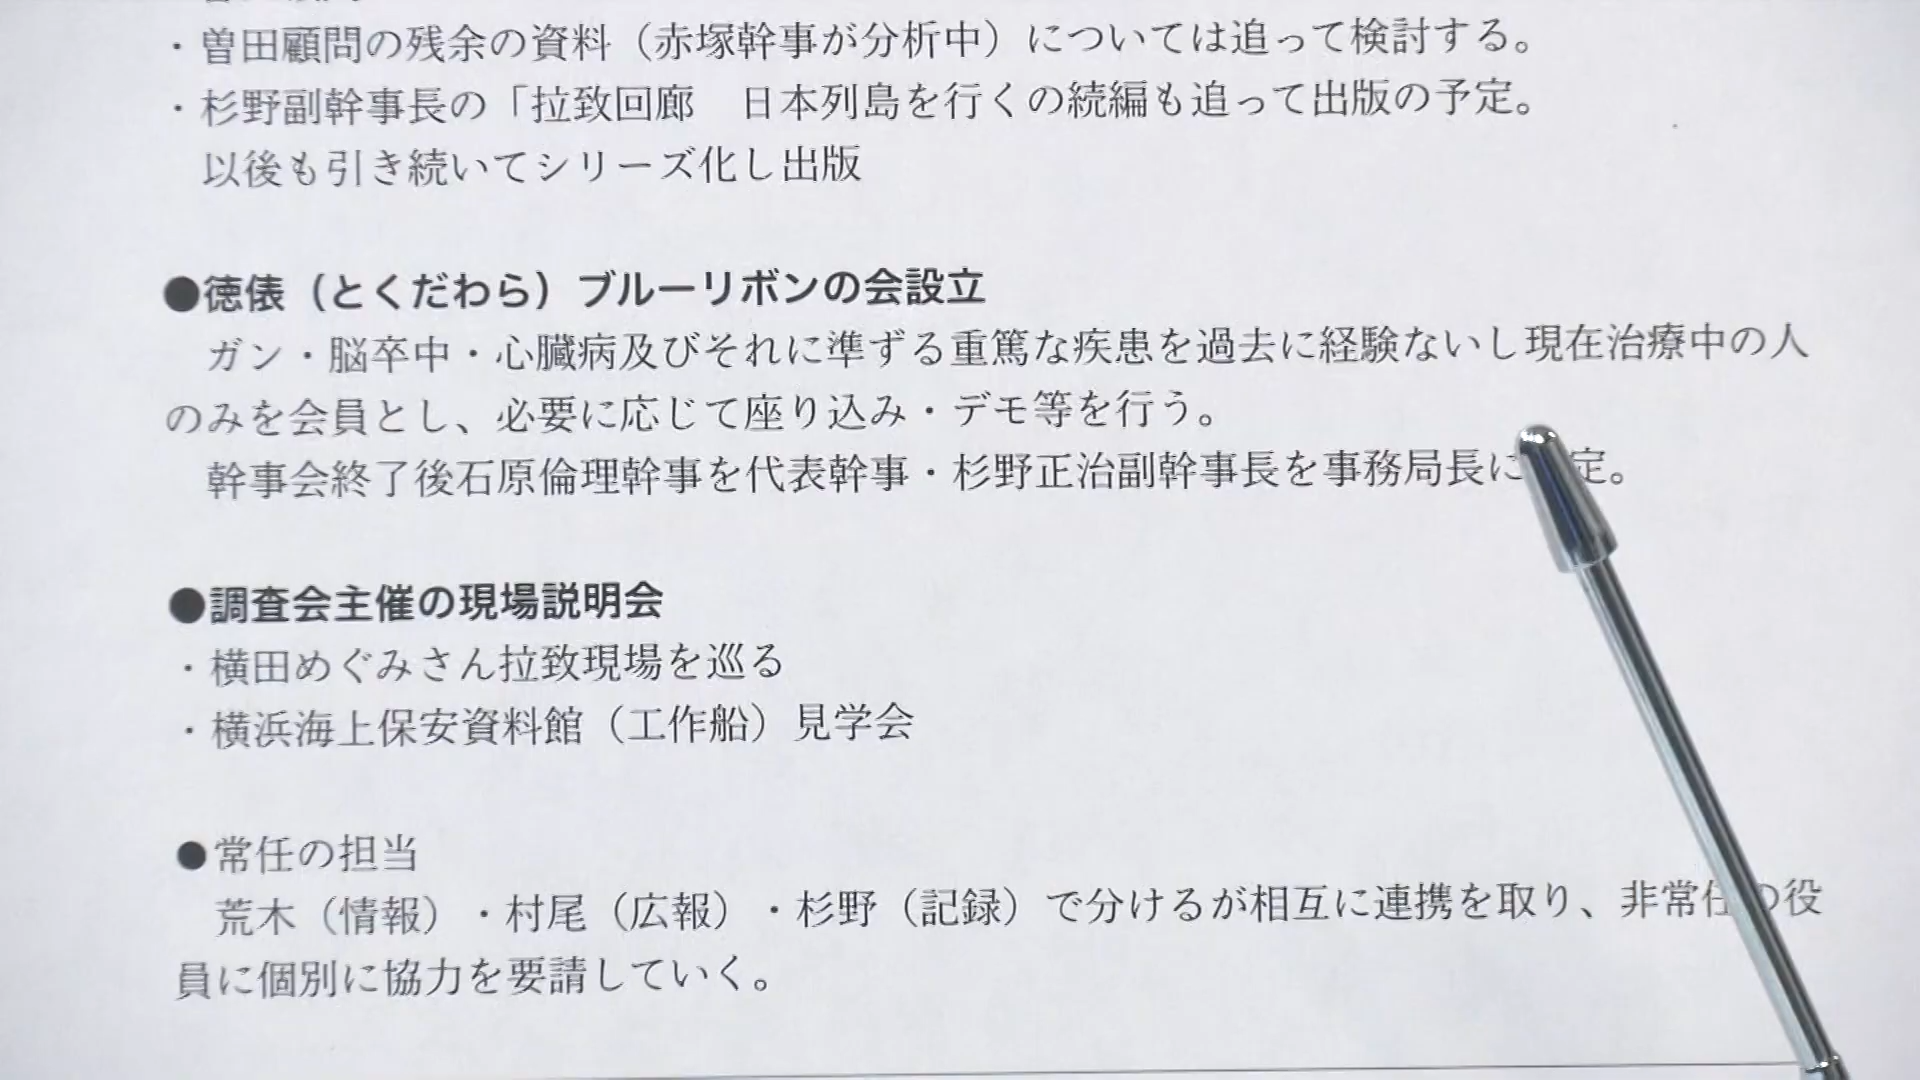 ・曽田顧問の残余の資料（赤塚幹事が分析中）については追って検討する。
・杉野副幹事長の「拉致回廊　日本列島を行くの続編も追って出版の予定。
以後も引き続いてシリーズ化し出版
●徳俵（とくだわら）ブルーリボンの会設立
ガン・脳卒中・心臓病及びそれに準ずる重篤な疾患を過去に経験ないし現在治療中の人
のみを会員とし、必要に応じて座り込み・デモ等を行う。
幹事会終了後石原倫理幹事を代表幹事・杉野正治副幹事長を事務局長に定。
●調査会主催の現場説明会
・横田めぐみさん拉致現場を巡る
・横浜海上保安資料館（工作船）見学会
●常任の担当
荒木（情報）・村尾（広報）・杉野（記録）で分けるが相互に連携を取り、非常任の役
員に個別に協力を要請していく。